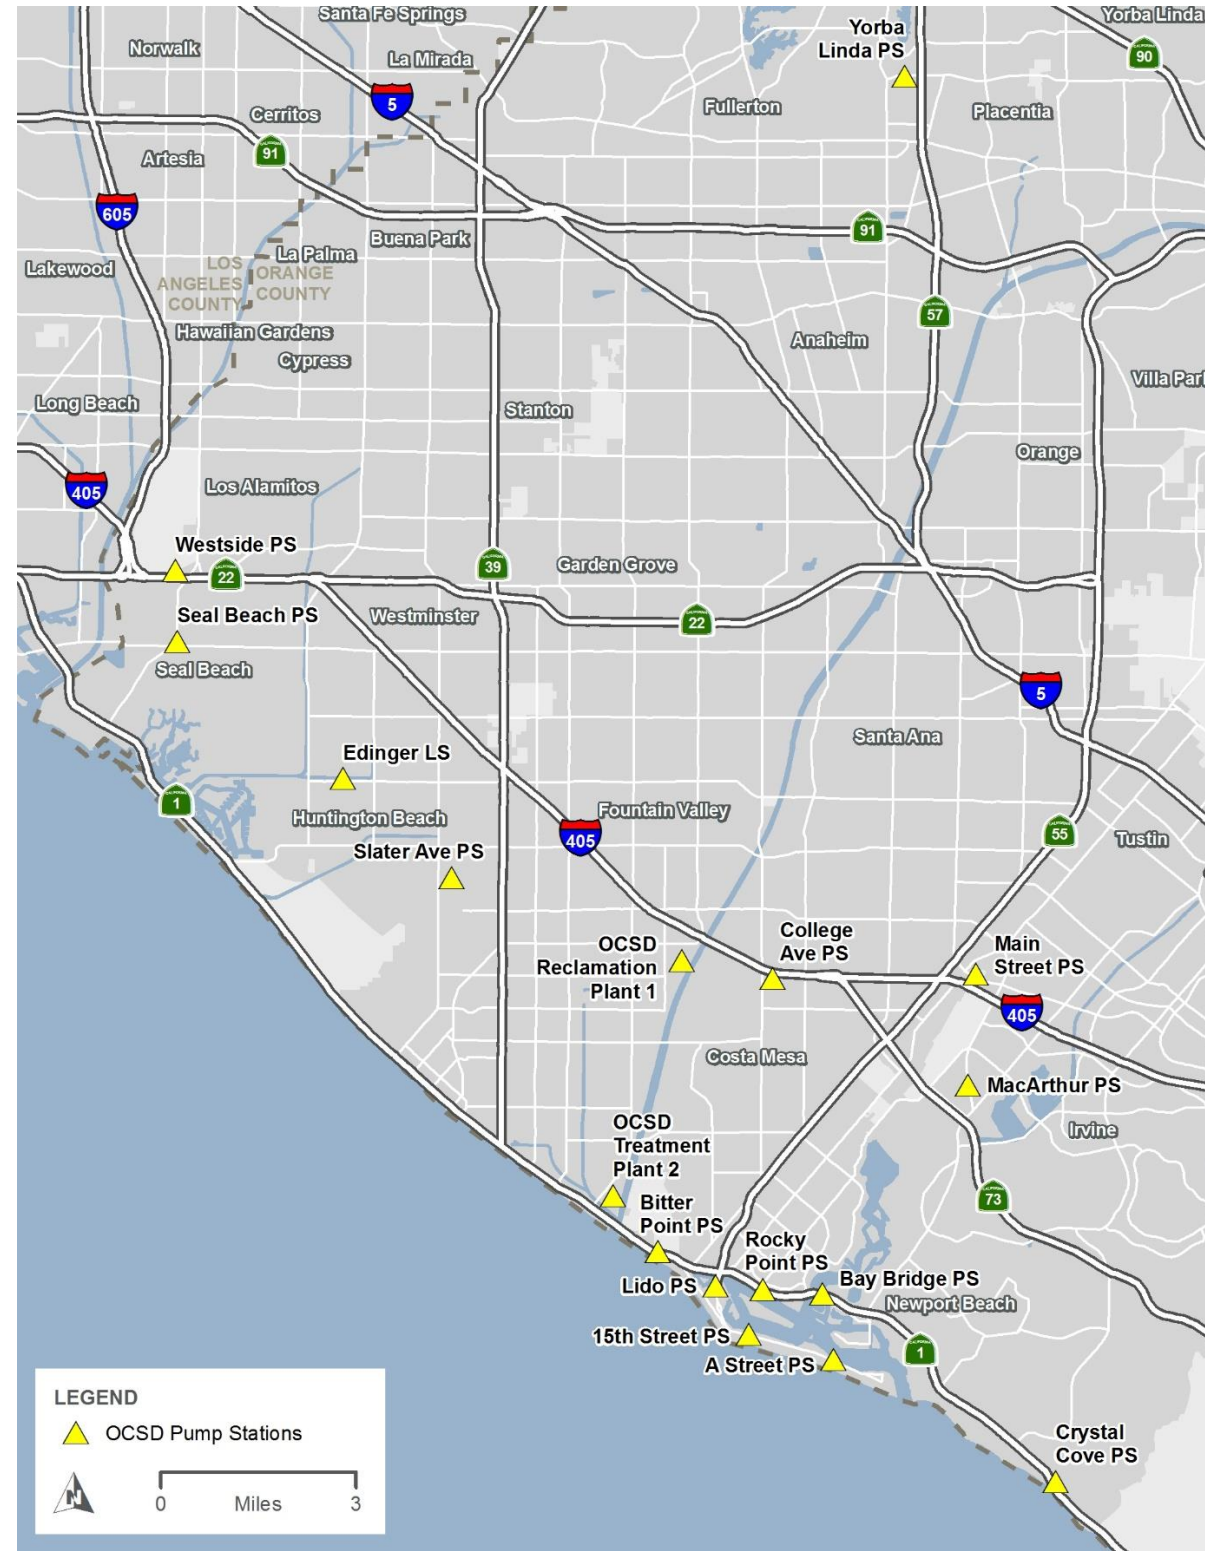 Santa Fe Springs
Yorba Linda
Yorba
Linda PS
Norwalk
La Mirada
90
5
Fullerton
Placentia
Cerritos
91
Artesia
605
91
Buena Park
La Palma
Lakewood
LOS
ANGELES
COUNTY
ORANGE
COUNTY
57
Hawaiian Gardens
Anaheim
Cypress
Villa Par
Long Beach
Stanton
Orange
405
Los Alamitos
Westside PS
22
39
Garden Grove
Seal Beach PS
Westminster
22
Seal Beach
5
Santa Ana
Edinger LS
1
Huntington Beach
Fountain Valley
405
55
Tustin
Slater Ave PS
OCSD
Reclamation
Plant 1
College
Ave PS
Main
Street PS
405
Costa Mesa
MacArthur PS
OCSD
Treatment
Plant 2
Irvine
73
Bitter
Point PS
Rocky
Point PS
Lido PS
Bay Bridge PS
Newport Beach
15th Street PS
A Street PS
1
Crystal
Cove PS
LEGEND
OCSD Pump Stations
N
0 Miles 3